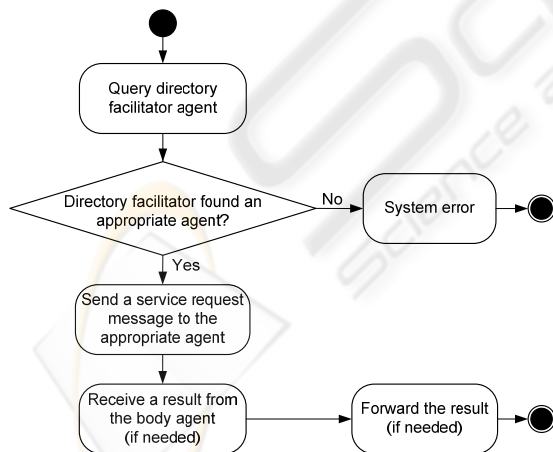 Query directory
facilitator agent
Directory facilitator found an
appropriate agent?
No
System error
Yes
Send a service request
message to the
appropriate agent
Receive a result from
the body agent
(if needed)
Forward the result
(if needed)